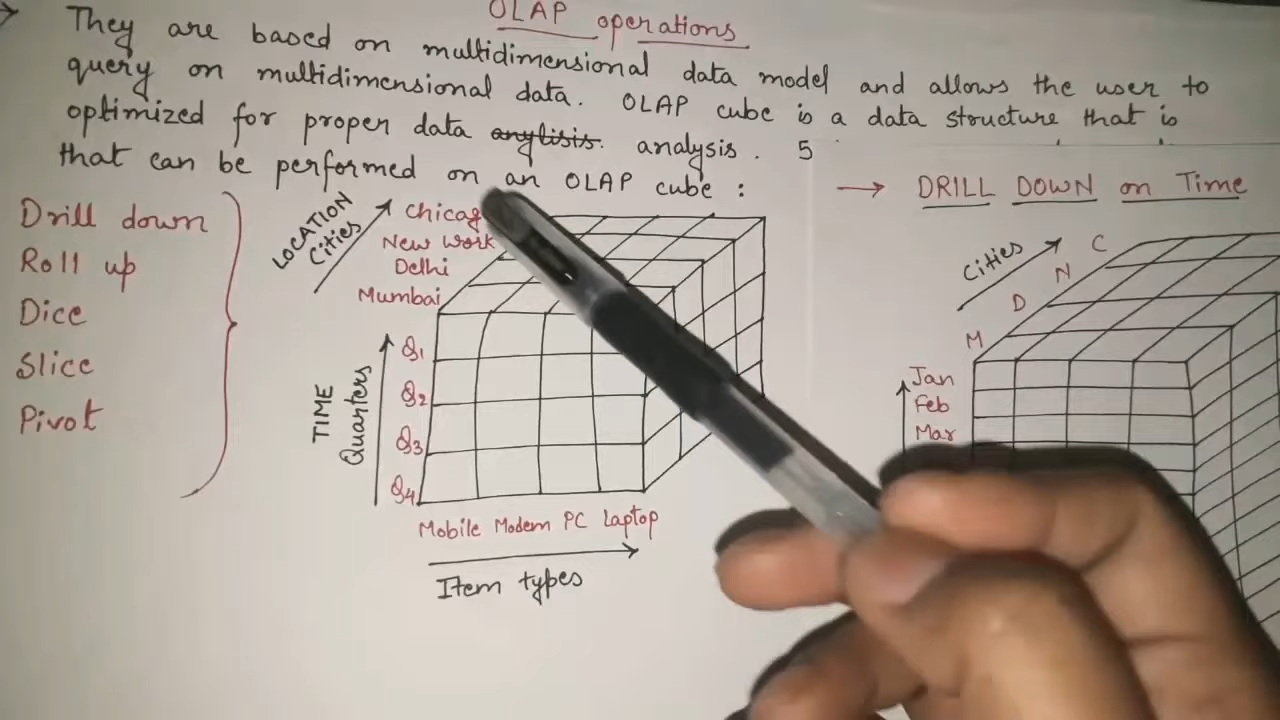 OLAP operations
They are based on multidimensional data model and allows the user to
query on multidimensional data. OLAP cube is a data structure that is
optimized for proper data anylisis. analysis. 5
that can be performed on an OLAP cube :
Drill down
Roll up
Dice
Slice
Pivot
LOCATION
Cities
Chicag
New Work
Delhi
Mumbai
TIME
Quarters
Q1
Q2
Q3
Q4
Mobile Modem PC Laptop
Item types
→ DRILL DOWN on Time
Cities
C
N
D
M
Jan
Feb
Mar